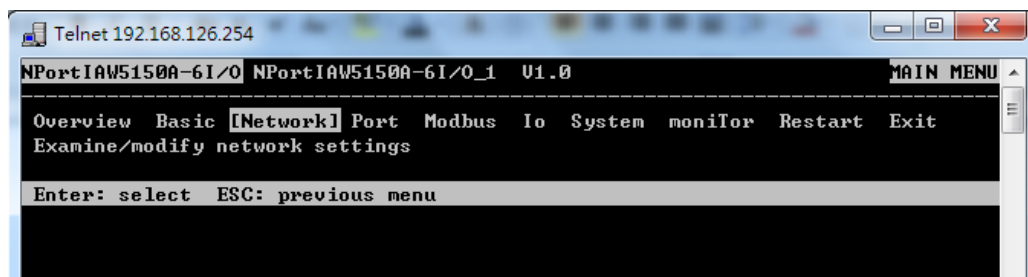 Telnet 192.168.126.254
NPortIAW5150A-6I/O NPortIAW5150A-6I/O_1 V1.0 MAIN MENU
Overview Basic [Network] Port Modbus Io System moniTor Restart Exit
Examine/modify network settings
Enter: select ESC: previous menu